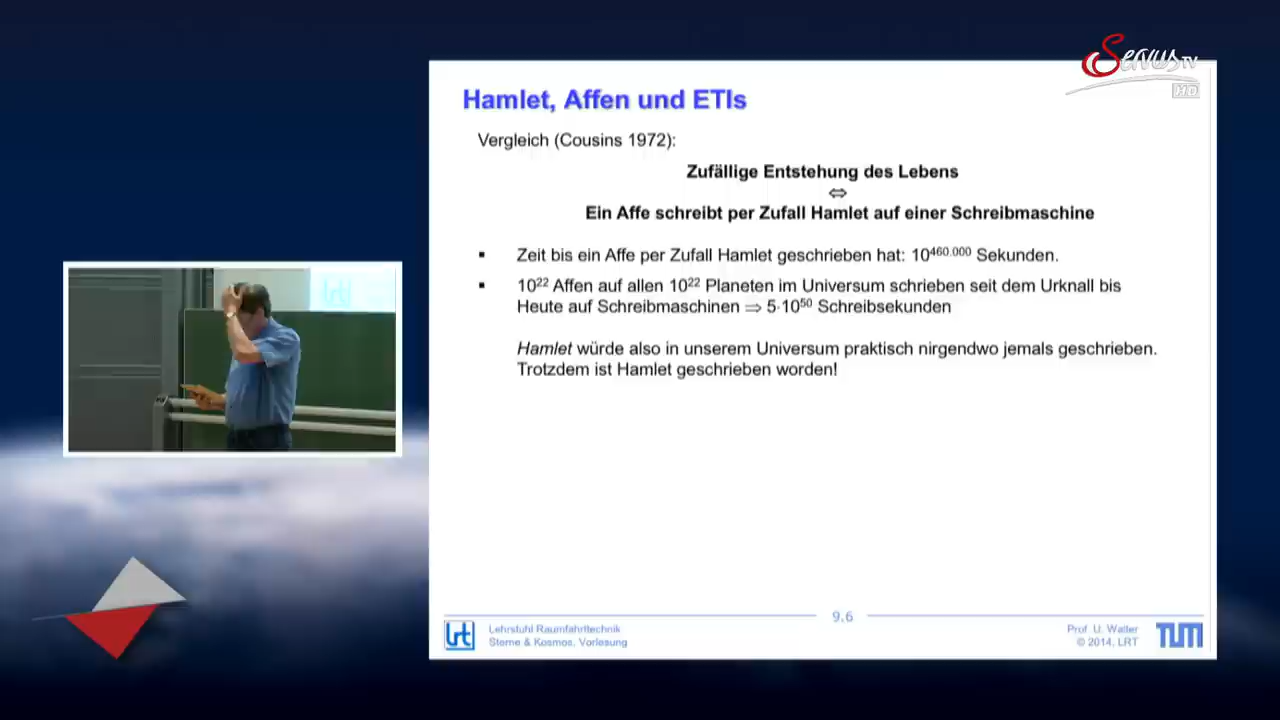 Servus TV
HD
Hamlet, Affen und ETIs
Vergleich (Cousins 1972):
Zufällige Entstehung des Lebens
⇔
Ein Affe schreibt per Zufall Hamlet auf einer Schreibmaschine
▪ Zeit bis ein Affe per Zufall Hamlet geschrieben hat: 10⁴⁶⁰·⁰⁰⁰ Sekunden.
▪ 10²² Affen auf allen 10²² Planeten im Universum schrieben seit dem Urknall bis
Heute auf Schreibmaschinen ⇒ 5·10⁵⁰ Schreibsekunden
Hamlet würde also in unserem Universum praktisch nirgendwo jemals geschrieben.
Trotzdem ist Hamlet geschrieben worden!
9.6
lrt
Lehrstuhl Raumfahrttechnik
Sterne & Kosmos, Vorlesung
Prof. U. Walter
© 2014, LRT
TUM